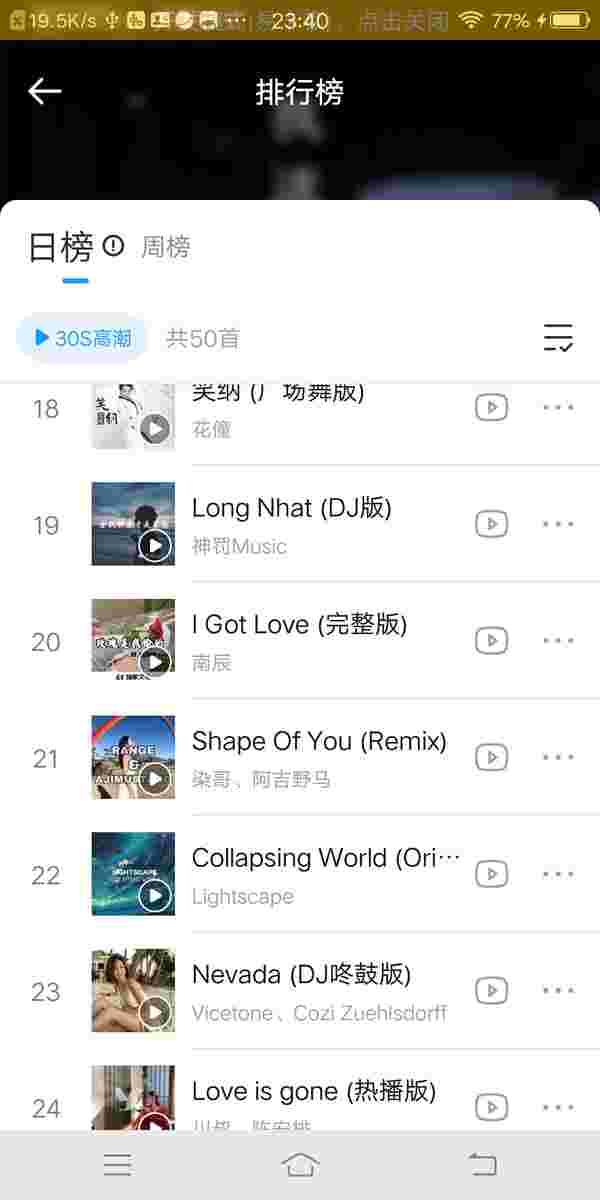 19.5K/s
23:40
点击关闭
77%
排行榜
日榜
周榜
30S高潮
共50首
18
笑纳 (广场舞版)
花僮
19
Long Nhat (DJ版)
神罚Music
20
I Got Love (完整版)
南辰
21
RANGE
&
Shape Of You (Remix)
染哥、阿吉野马
22
LIGHTSCAPE
Collapsing World (Ori···
Lightscape
23
Nevada (DJ咚鼓版)
Vicetone、Cozi Zuehlsdorff
24
Love is gone (热播版)